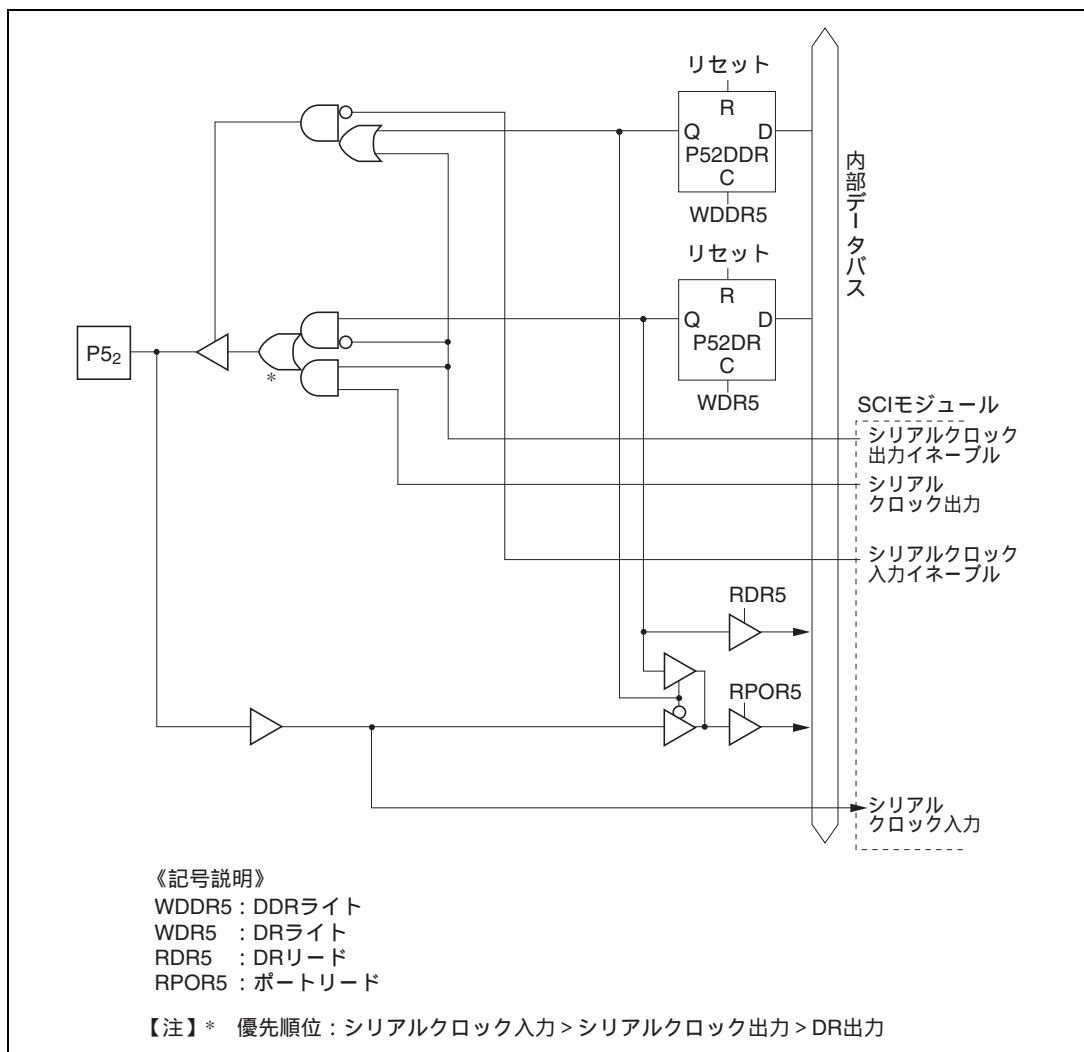 リセット
R
Q D
P52DDR
C
WDDR5
リセット
R
Q D
P52DR
C
WDR5
内部データバス
P5₂
*
SCIモジュール
シリアルクロック
出力イネーブル
シリアル
クロック出力
シリアルクロック
入力イネーブル
RDR5
RPOR5
シリアル
クロック入力
《記号説明》
WDDR5：DDRライト
WDR5 ：DRライト
RDR5 ：DRリード
RPOR5：ポートリード
【注】* 優先順位：シリアルクロック入力＞シリアルクロック出力＞DR出力